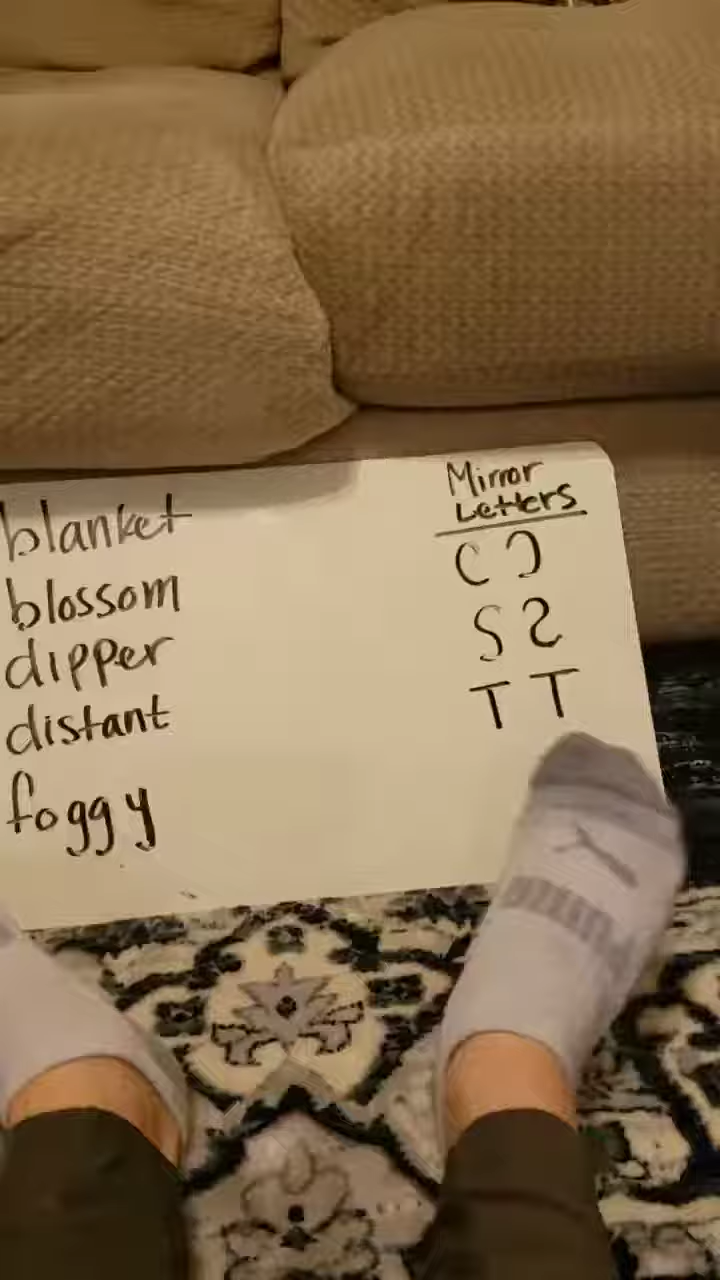 blanket
blossom
dipper
distant
foggy
Mirror
Letters
C Ɔ
S Ƨ
T T